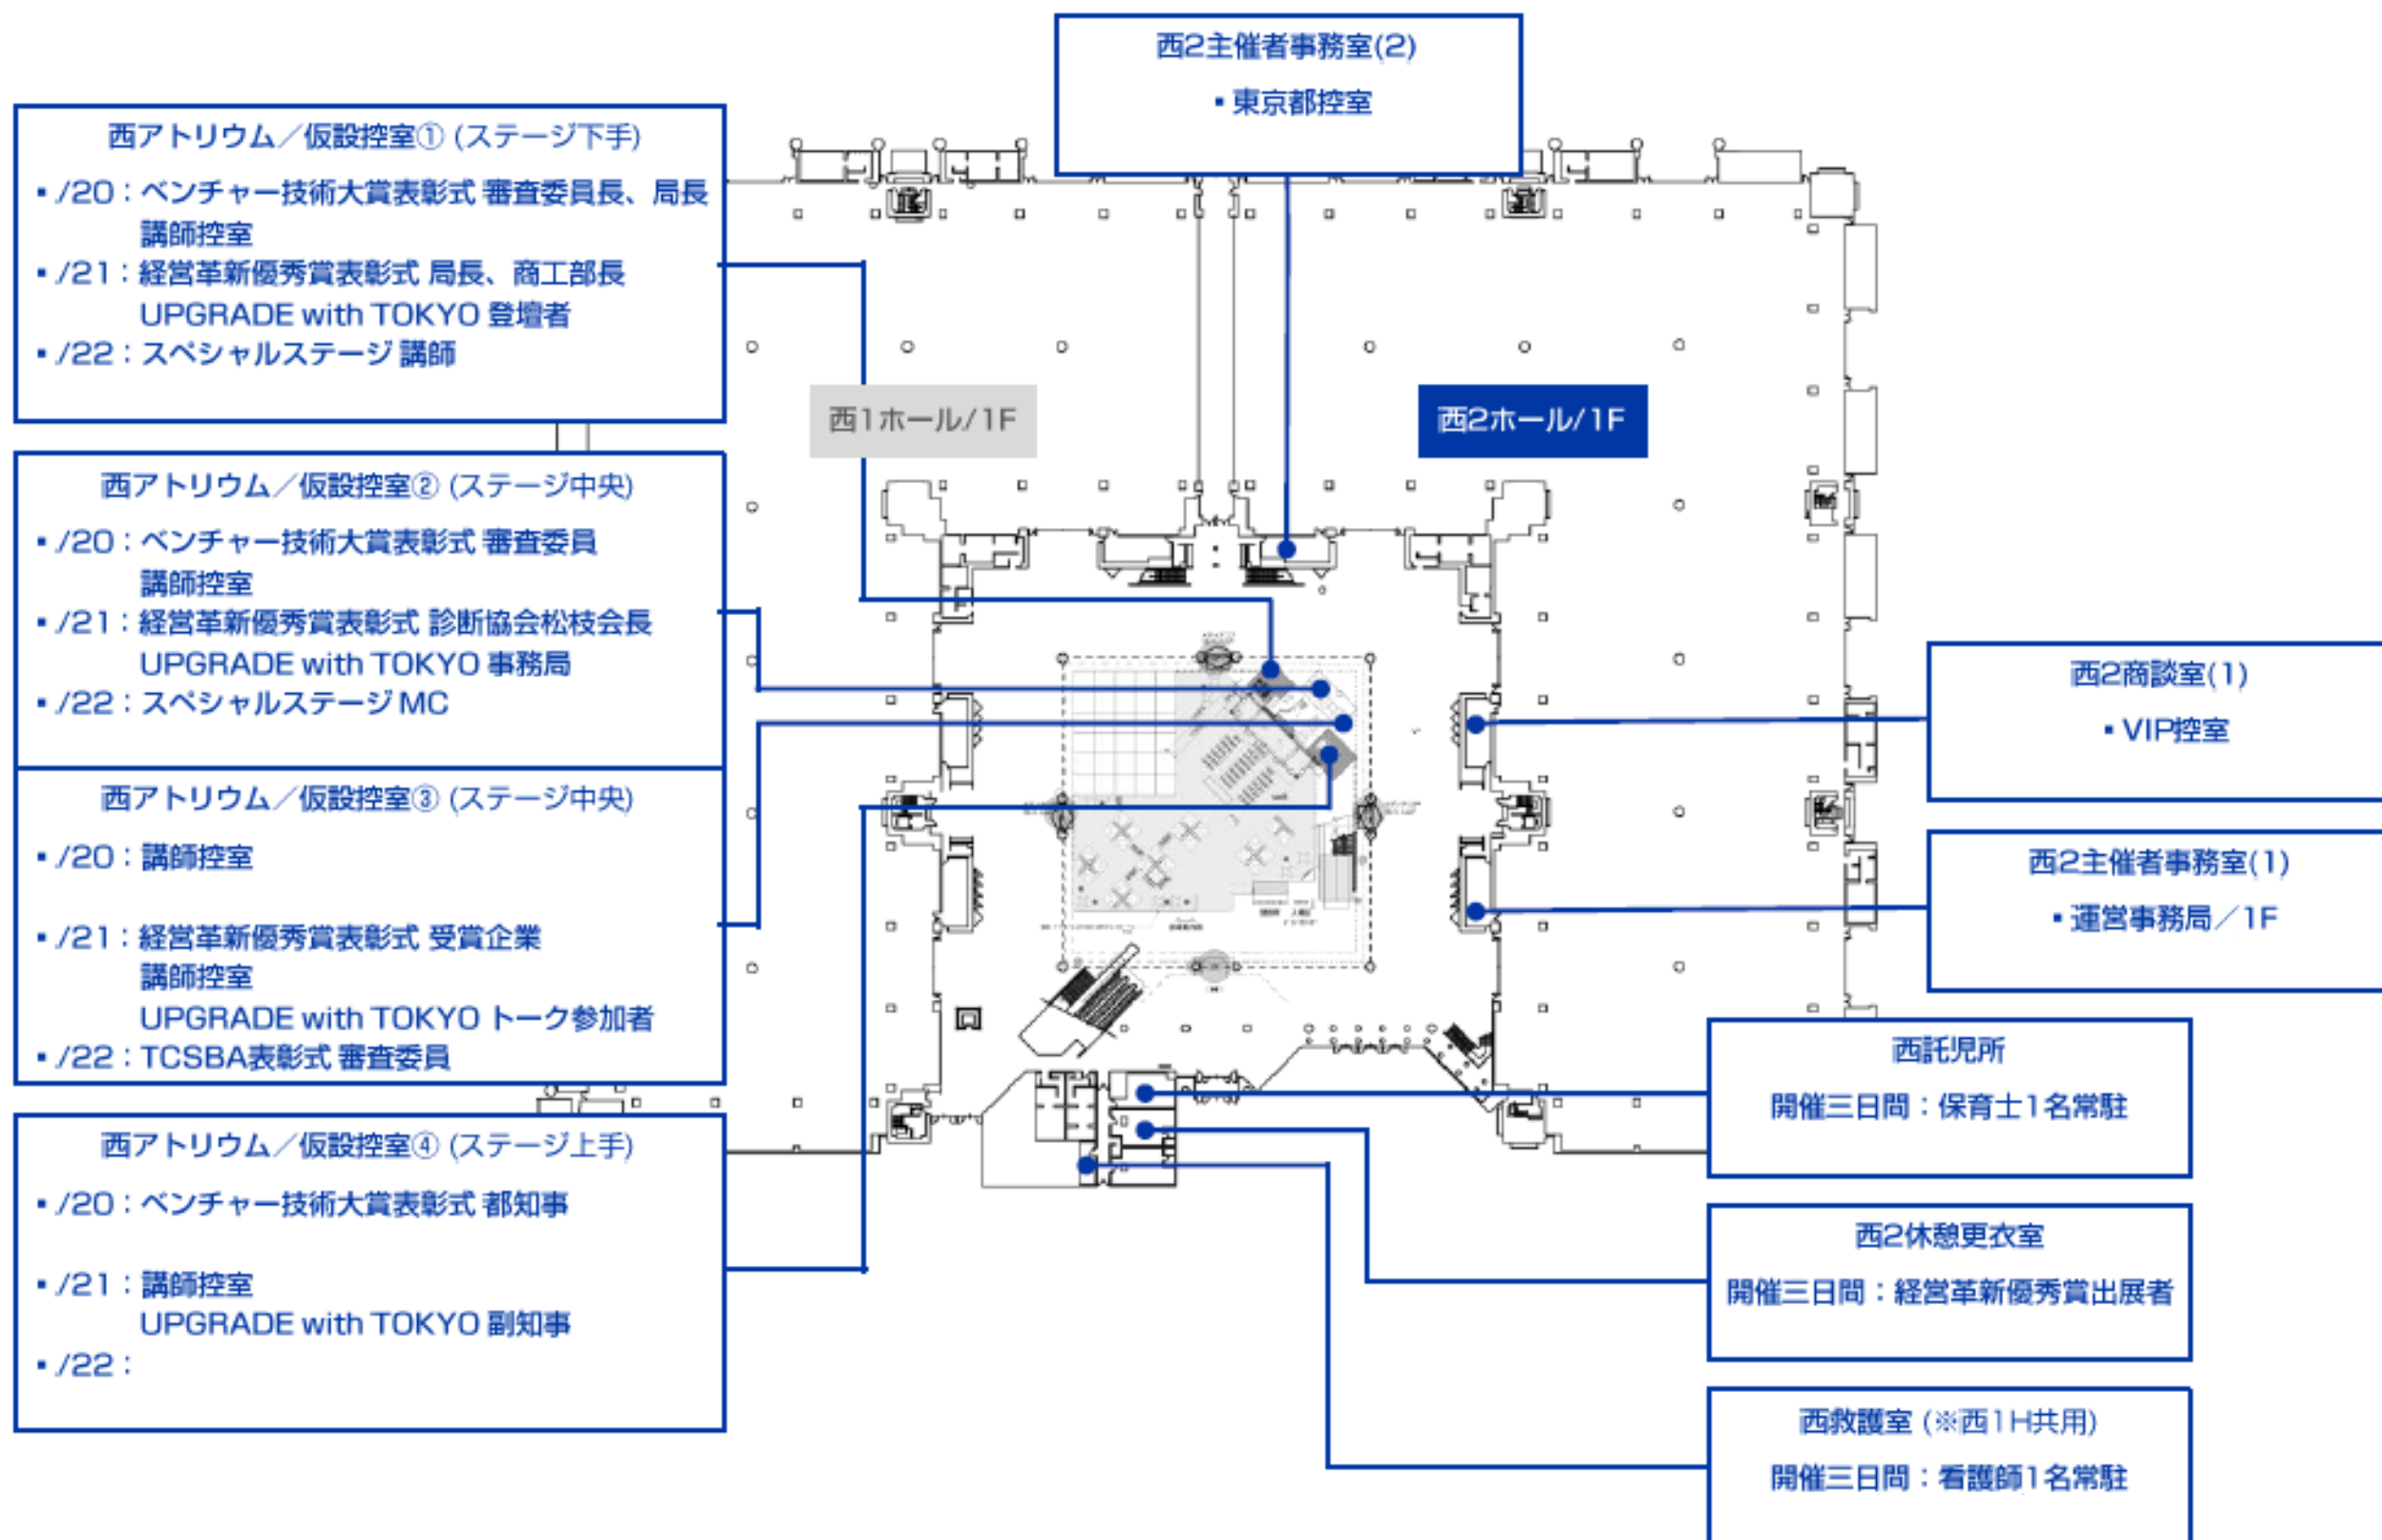 西2主催者事務室(2)
▪東京都控室
西アトリウム／仮設控室① (ステージ下手)
▪ /20：ベンチャー技術大賞表彰式 審査委員長、局長
講師控室
▪ /21：経営革新優秀賞表彰式 局長、商工部長
UPGRADE with TOKYO 登壇者
▪ /22：スペシャルステージ 講師
西1ホール/1F
西2ホール/1F
西アトリウム／仮設控室② (ステージ中央)
▪ /20：ベンチャー技術大賞表彰式 審査委員
講師控室
▪ /21：経営革新優秀賞表彰式 診断協会松枝会長
UPGRADE with TOKYO 事務局
▪ /22：スペシャルステージ MC
西アトリウム／仮設控室③ (ステージ中央)
▪ /20：講師控室
▪ /21：経営革新優秀賞表彰式 受賞企業
講師控室
UPGRADE with TOKYO トーク参加者
▪ /22：TCSBA表彰式 審査委員
西アトリウム／仮設控室④ (ステージ上手)
▪ /20：ベンチャー技術大賞表彰式 都知事
▪ /21：講師控室
UPGRADE with TOKYO 副知事
▪ /22：
西2商談室(1)
▪ VIP控室
西2主催者事務室(1)
▪ 運営事務局／1F
西託児所
開催三日間：保育士1名常駐
西2休憩更衣室
開催三日間：経営革新優秀賞出展者
西救護室 (※西1H共用)
開催三日間：看護師1名常駐